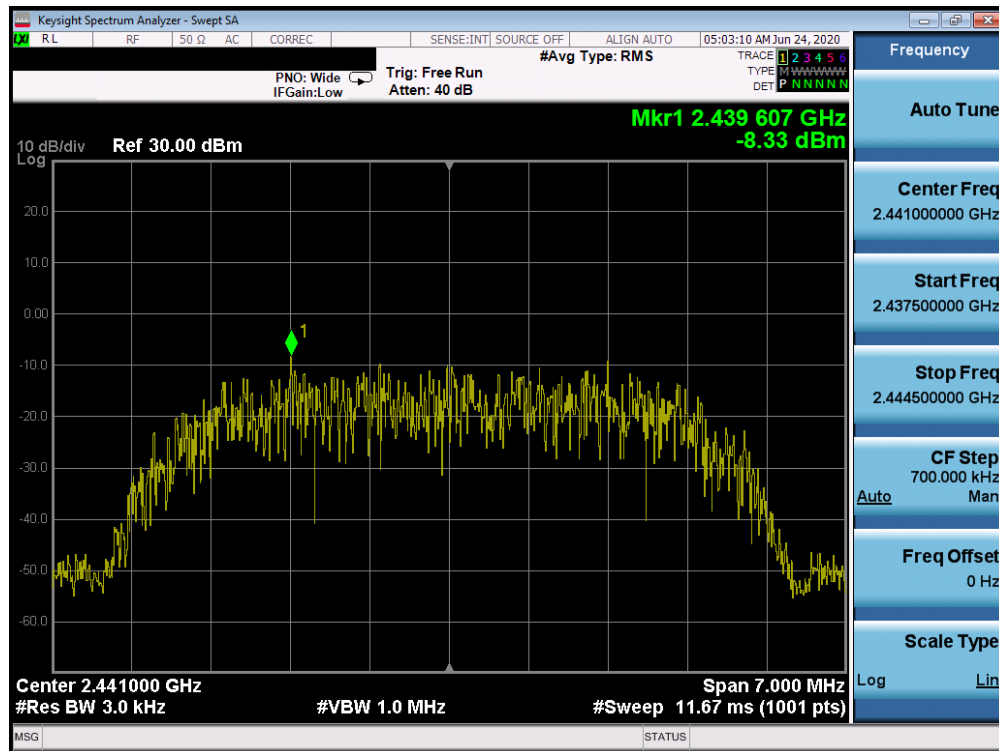 Keysight Spectrum Analyzer - Swept SA
LXI RL RF 50 Ω AC CORREC SENSE:INT SOURCE OFF ALIGN AUTO 05:03:10 AM Jun 24, 2020
#Avg Type: RMS
TRACE 1 2 3 4 5 6
PNO: Wide Trig: Free Run TYPE M WWWWW
IFGain:Low Atten: 40 dB DET P N N N N N
Mkr1 2.439 607 GHz
-8.33 dBm
10 dB/div Ref 30.00 dBm
Log
20.0
10.0
0.00
1
-10.0
-20.0
-30.0
-40.0
-50.0
-60.0
Center 2.441000 GHz Span 7.000 MHz
#Res BW 3.0 kHz #VBW 1.0 MHz #Sweep 11.67 ms (1001 pts)
MSG STATUS
Frequency
Auto Tune
Center Freq
2.441000000 GHz
Start Freq
2.437500000 GHz
Stop Freq
2.444500000 GHz
CF Step
700.000 kHz
Auto Man
Freq Offset
0 Hz
Scale Type
Log Lin